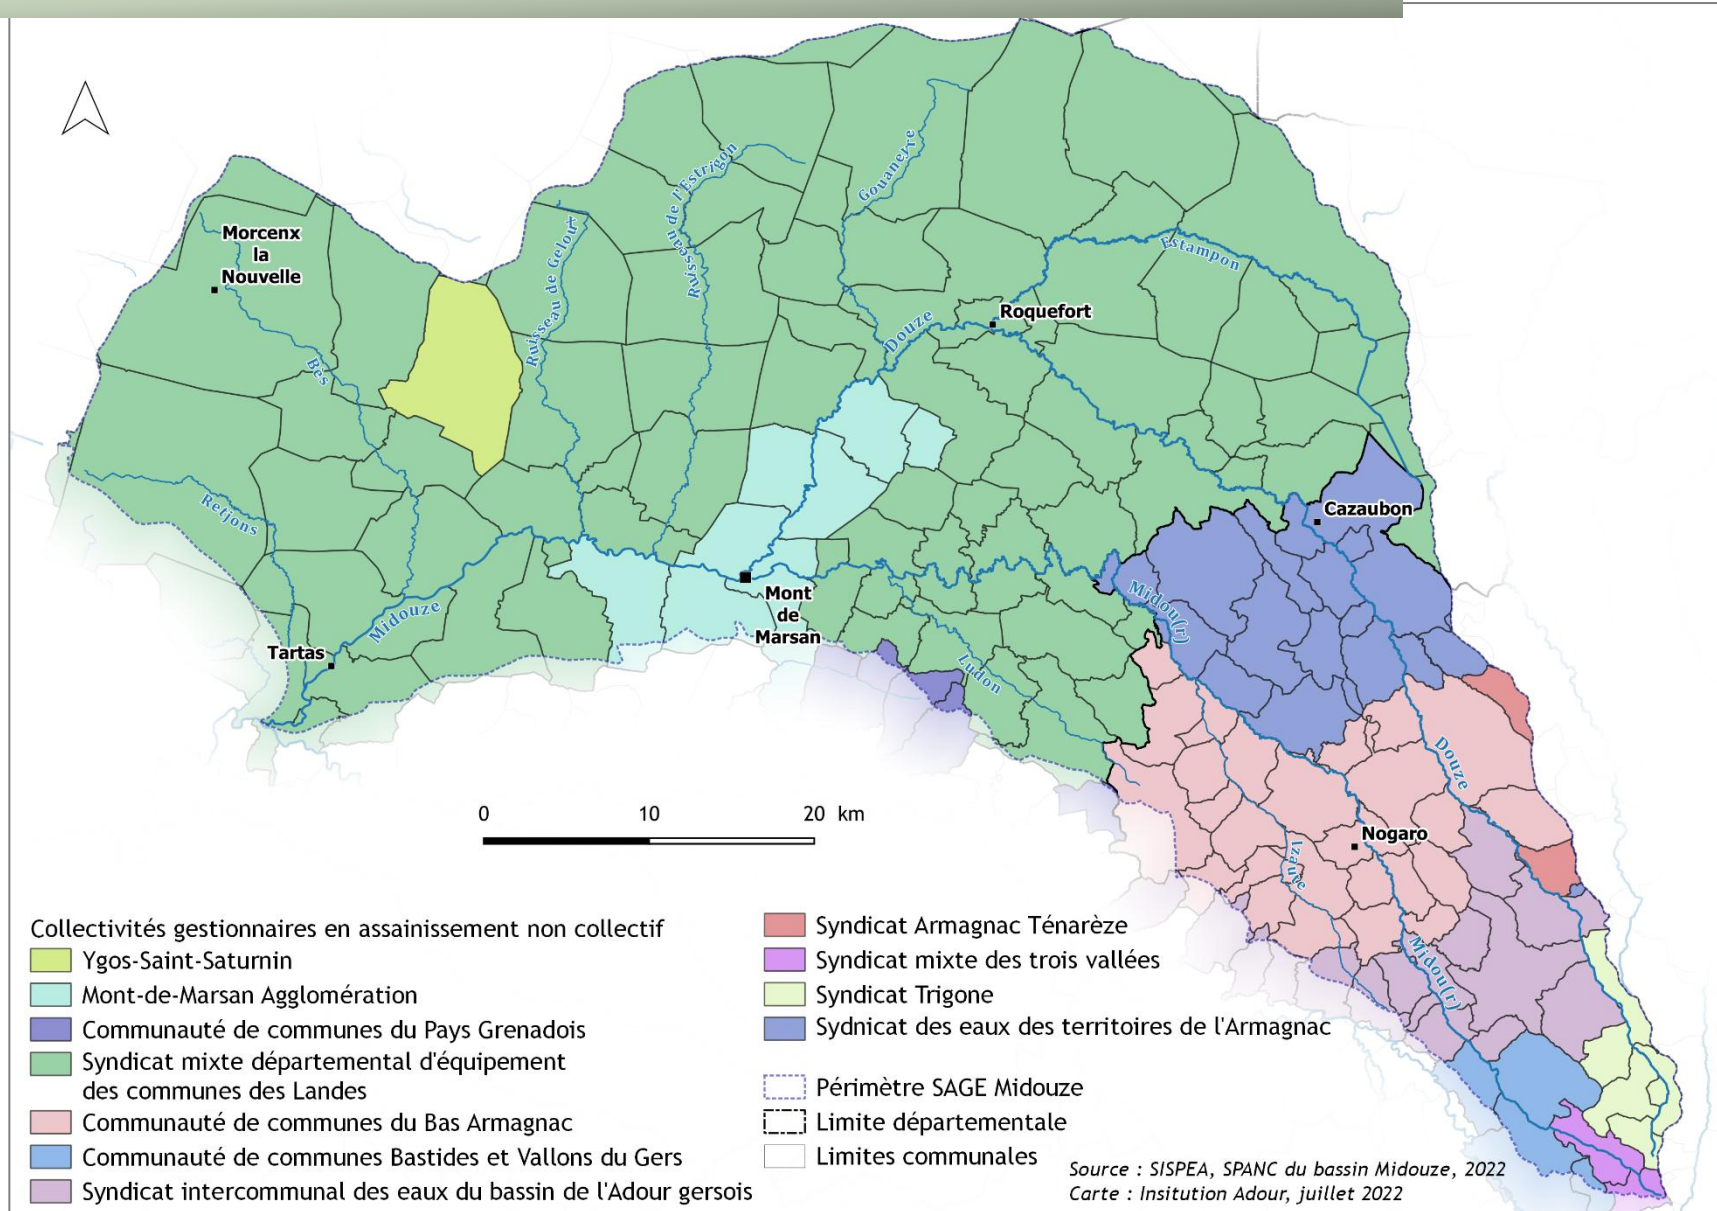 Morcenx
la
Nouvelle
Bès
Retjons
Tartas
Midouze
Ruisseau de Geloux
Ruisseau de l'Estrigon
Gouanerre
Douze
Roquefort
Estampon
Mont
de
Marsan
Ludon
Midou(r)
Cazaubon
Douze
Nogaro
Izaute
Midou(r)
0 10 20 km
Collectivités gestionnaires en assainissement non collectif
Ygos-Saint-Saturnin
Mont-de-Marsan Agglomération
Communauté de communes du Pays Grenadois
Syndicat mixte départemental d'équipement
des communes des Landes
Communauté de communes du Bas Armagnac
Communauté de communes Bastides et Vallons du Gers
Syndicat intercommunal des eaux du bassin de l'Adour gersois
Syndicat Armagnac Ténarèze
Syndicat mixte des trois vallées
Syndicat Trigone
Sydnicat des eaux des territoires de l'Armagnac
Périmètre SAGE Midouze
Limite départementale
Limites communales
Source : SISPEA, SPANC du bassin Midouze, 2022
Carte : Insitution Adour, juillet 2022